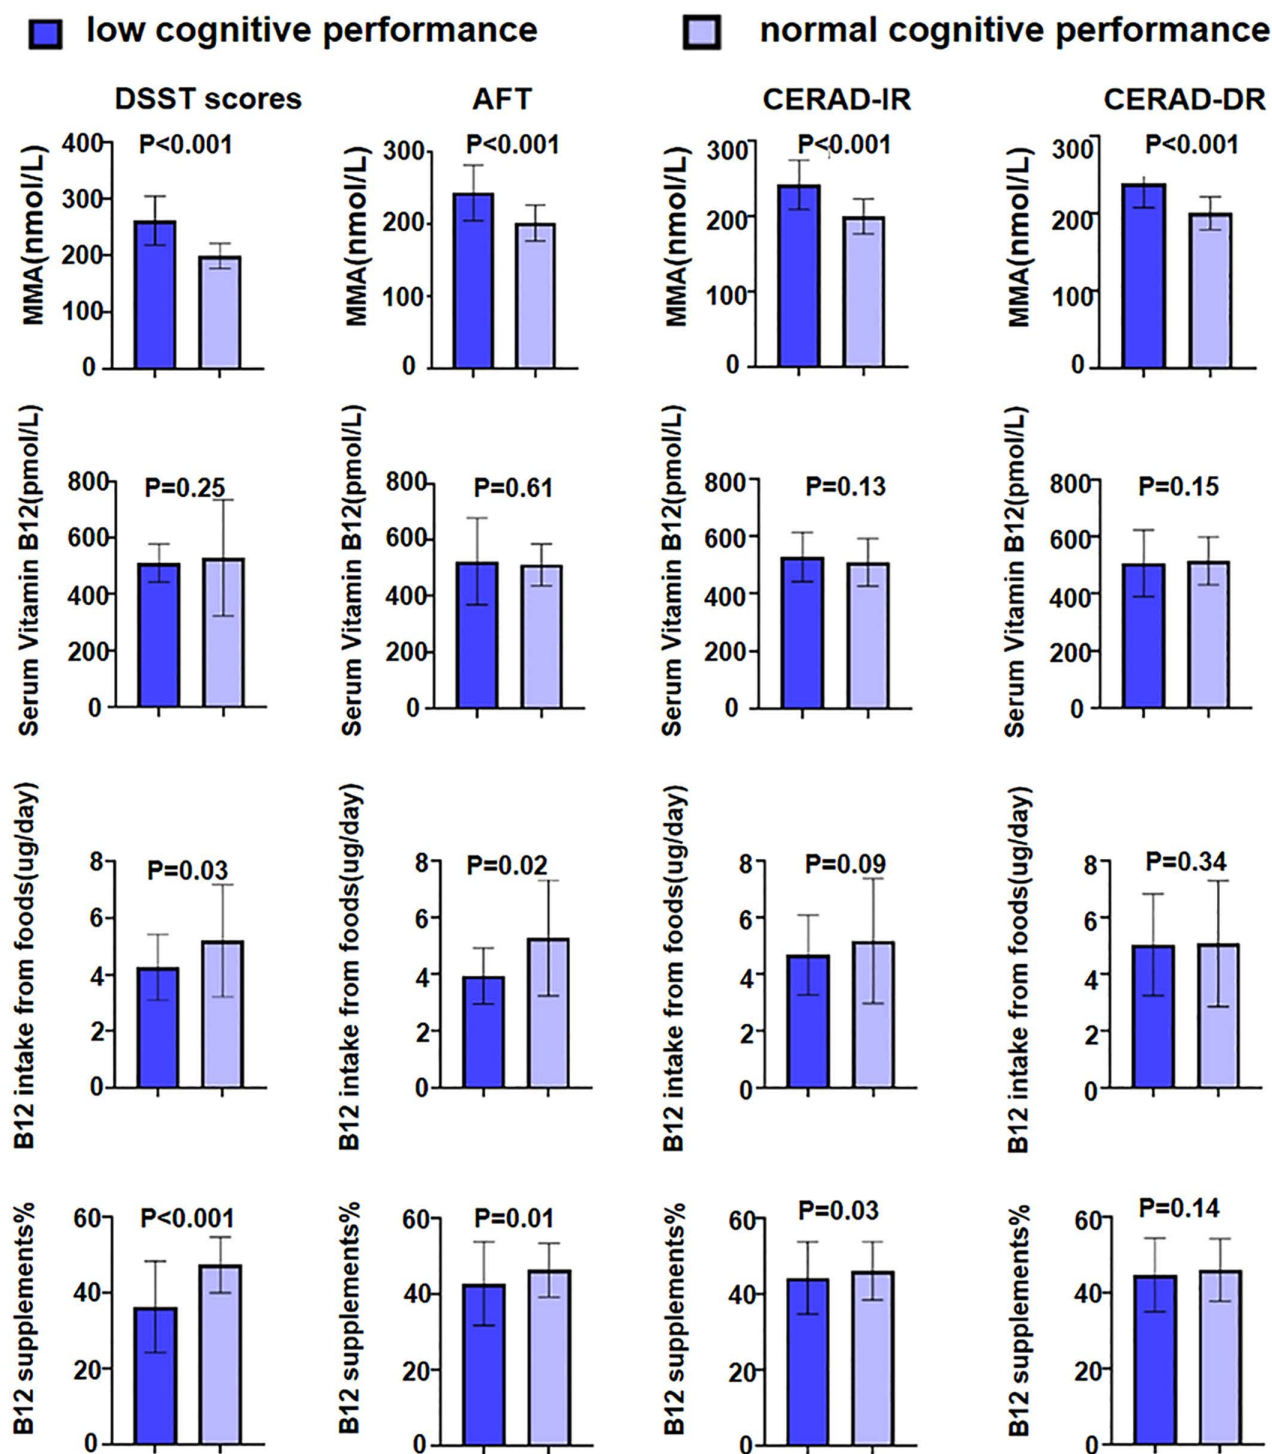 low cognitive performance
normal cognitive performance
DSST scores
AFT
CERAD-IR
CERAD-DR
MMA(nmol/L)
400
300
200
100
0
P<0.001
MMA(nmol/L)
300
200
100
0
P<0.001
MMA(nmol/L)
300
200
100
0
P<0.001
MMA(nmol/L)
300
200
100
0
P<0.001
Serum Vitamin B12(pmol/L)
800
600
400
200
0
P=0.25
Serum Vitamin B12(pmol/L)
800
600
400
200
0
P=0.61
Serum Vitamin B12(pmol/L)
800
600
400
200
0
P=0.13
Serum Vitamin B12(pmol/L)
800
600
400
200
0
P=0.15
B12 intake from foods(ug/day)
8
6
4
2
0
P=0.03
B12 intake from foods(ug/day)
8
6
4
2
0
P=0.02
B12 intake from foods(ug/day)
8
6
4
2
0
P=0.09
B12 intake from foods(ug/day)
8
6
4
2
0
P=0.34
B12 supplements%
60
40
20
0
P<0.001
B12 supplements%
60
40
20
0
P=0.01
B12 supplements%
60
40
20
0
P=0.03
B12 supplements%
60
40
20
0
P=0.14